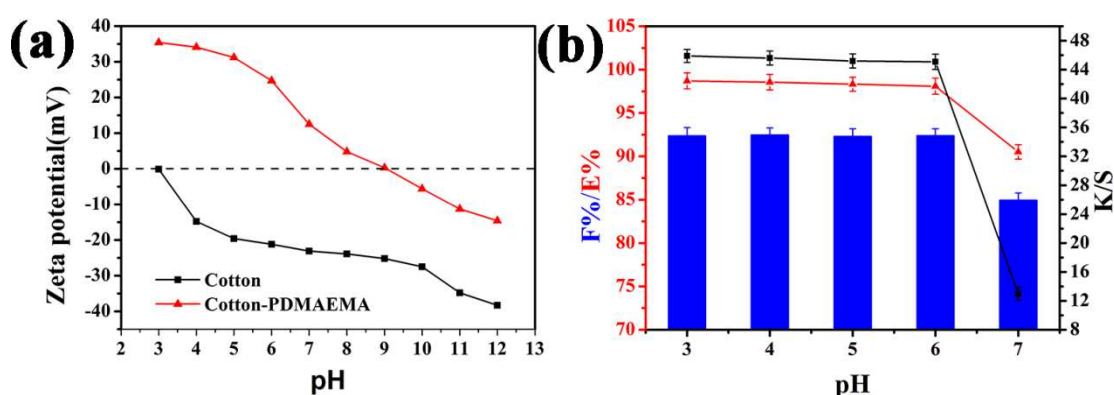 (a)
Zeta potential(mV)
40
30
20
10
0
-10
-20
-30
-40
Cotton
Cotton-PDMAEMA
2 3 4 5 6 7 8 9 10 11 12 13
pH
(b)
F%/E%
105
100
95
90
85
80
75
70
48
44
40
36
32
28
24
20
16
12
8
K/S
3 4 5 6 7
pH